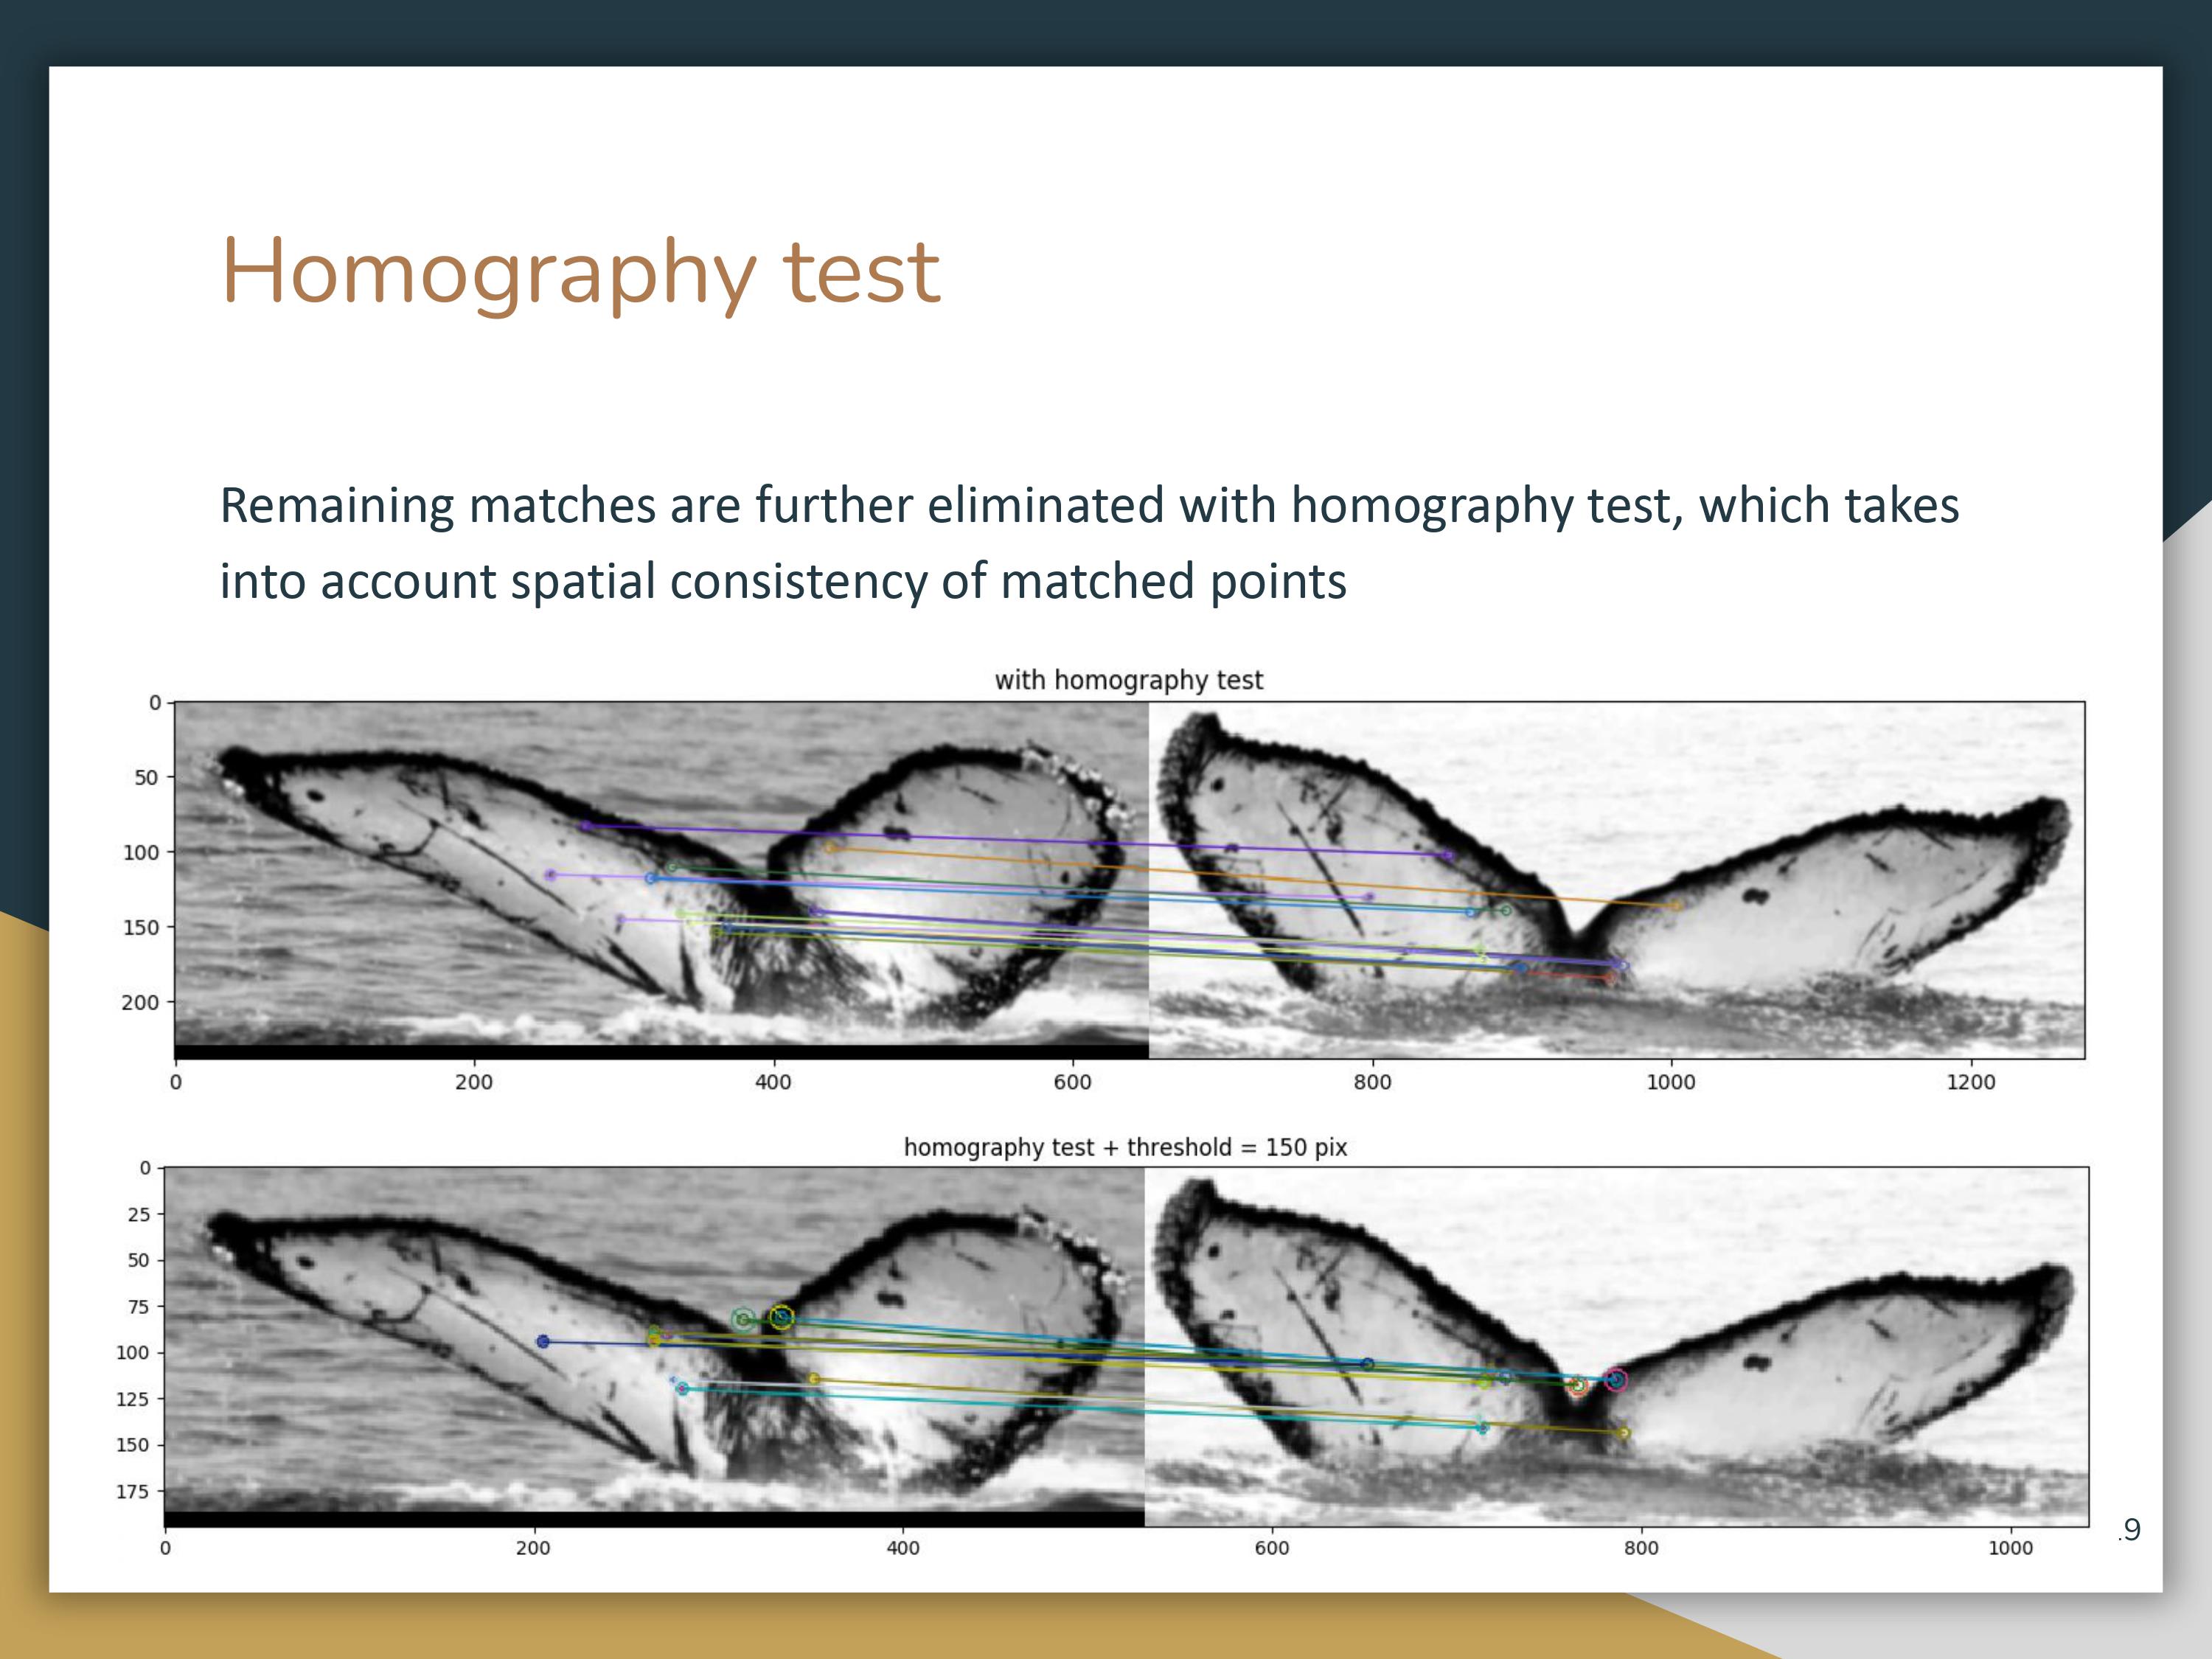 Homography test
Remaining matches are further eliminated with homography test, which takes
into account spatial consistency of matched points
with homography test
0
50
100
150
200
0 200 400 600 800 1000 1200
homography test + threshold = 150 pix
0
25
50
75
100
125
150
175
0 200 400 600 800 1000
9